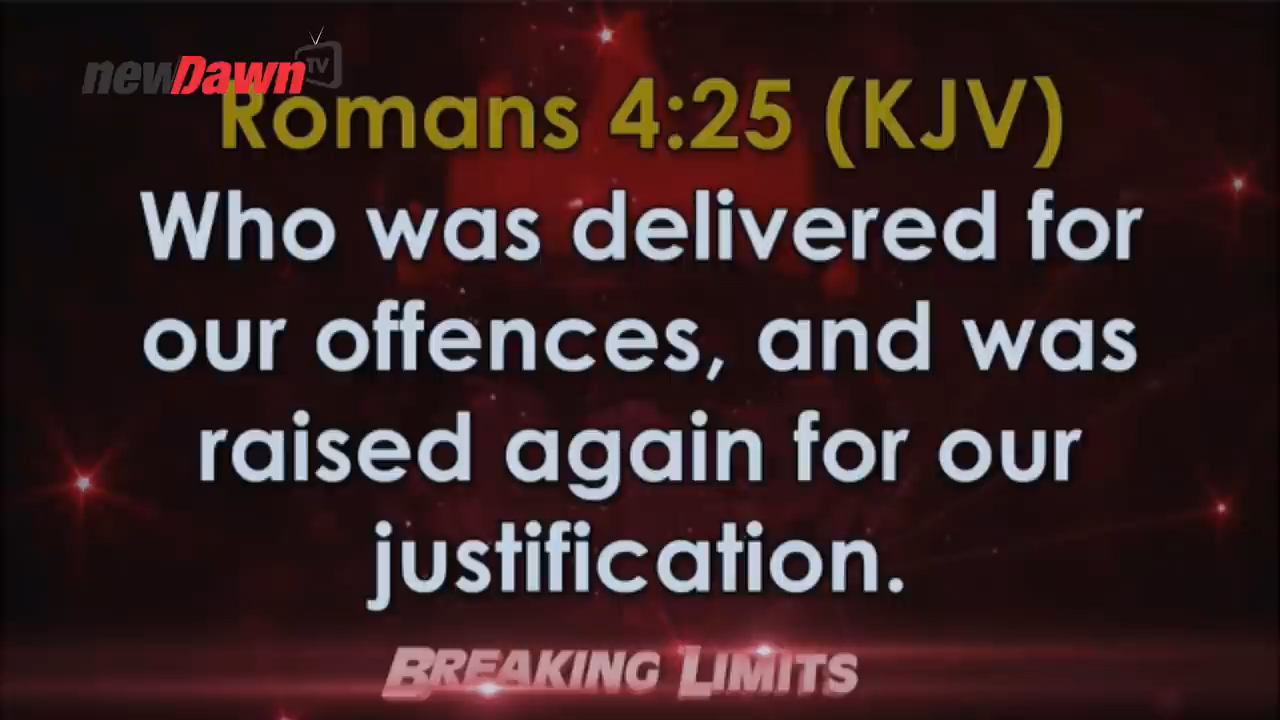 newDawn TV
Romans 4:25 (KJV)
Who was delivered for
our offences, and was
raised again for our
justification.
BREAKING LIMITS